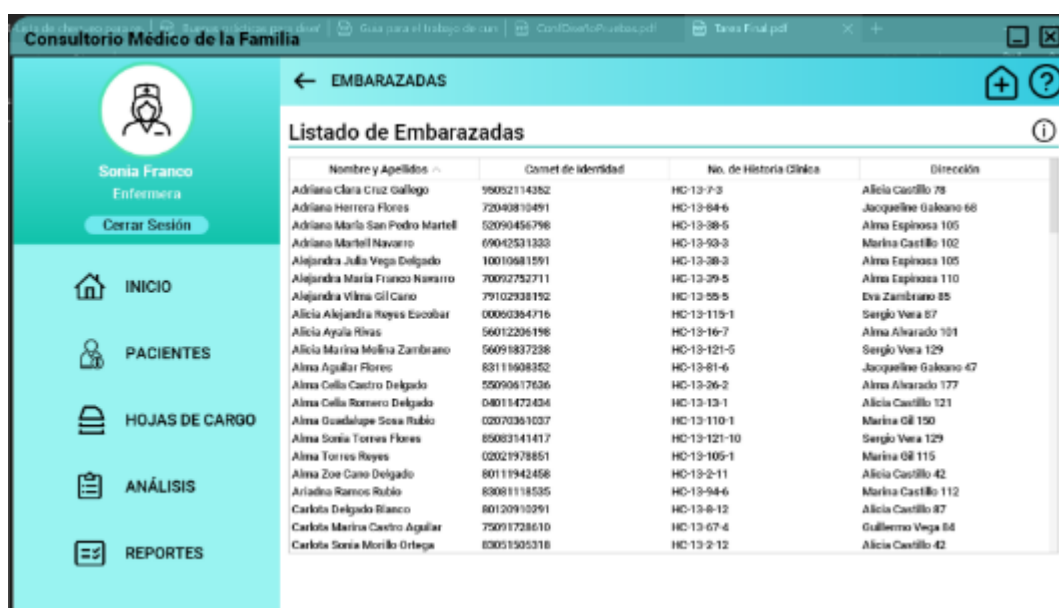 Consultorio Médico de la Familia
Tarea Final.pdf
EMBARAZADAS
Listado de Embarazadas
Sonia Franco
Enfermera
Cerrar Sesión
INICIO
PACIENTES
HOJAS DE CARGO
ANÁLISIS
REPORTES
Nombre y Apellidos Carnet de Identidad No. de Historia Clínica Dirección
Adriana Clara Cruz Gallego 95052114352 HC-13-7-3 Alicia Castillo 78
Adriana Herrera Flores 72040810491 HC-13-84-6 Jacqueline Galeano 68
Adriana María San Pedro Martell 52090456798 HC-13-38-5 Alma Espinosa 105
Adriana Martell Navarro 69042531333 HC-13-93-3 Marina Castillo 102
Alejandra Julia Vega Delgado 10010681591 HC-13-38-3 Alma Espinosa 105
Alejandra María Franco Navarro 70092752711 HC-13-39-5 Alma Espinosa 110
Alejandra Vilma Gil Cano 79102938192 HC-13-55-5 Eva Zambrano 85
Alicia Alejandra Reyes Escobar 00060364716 HC-13-115-1 Sergio Vera 87
Alicia Ayala Rivas 56012206198 HC-13-16-7 Alma Alvarado 101
Alicia Marina Molina Zambrano 56091837238 HC-13-121-5 Sergio Vera 129
Alma Aguilar Flores 83111608352 HC-13-81-6 Jacqueline Galeano 47
Alma Celia Castro Delgado 55090617636 HC-13-26-2 Alma Alvarado 177
Alma Celia Romero Delgado 04011472434 HC-13-13-1 Alicia Castillo 121
Alma Guadalupe Sosa Rubio 02070361037 HC-13-110-1 Marina Gil 150
Alma Sonia Torres Flores 85083141417 HC-13-121-10 Sergio Vera 129
Alma Torres Reyes 02021978851 HC-13-105-1 Marina Gil 115
Alma Zoe Cano Delgado 80111942458 HC-13-2-11 Alicia Castillo 42
Ariadna Ramos Rubio 83081118535 HC-13-94-6 Marina Castillo 112
Carlota Delgado Blanco 80120910291 HC-13-8-12 Alicia Castillo 87
Carlota Marina Castro Aguilar 75091728610 HC-13-67-4 Guillermo Vega 84
Carlota Sonia Morillo Ortega 83051505318 HC-13-2-12 Alicia Castillo 42